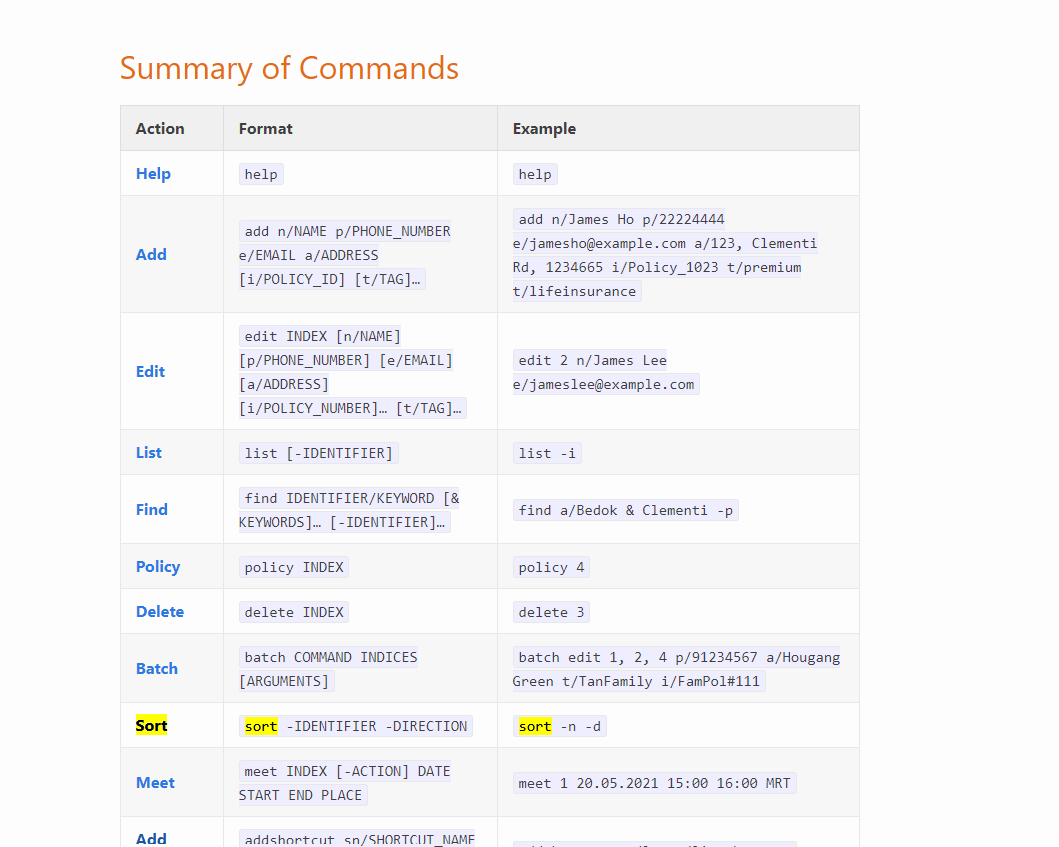 Summary of Commands
Action Format Example
Help help help
Add
add n/NAME p/PHONE_NUMBER
e/EMAIL a/ADDRESS
[i/POLICY_ID] [t/TAG]…
add n/James Ho p/22224444
e/jamesho@example.com a/123, Clementi
Rd, 1234665 i/Policy_1023 t/premium
t/lifeinsurance
Edit
edit INDEX [n/NAME]
[p/PHONE_NUMBER] [e/EMAIL]
[a/ADDRESS]
[i/POLICY_NUMBER]… [t/TAG]…
edit 2 n/James Lee
e/jameslee@example.com
List list [-IDENTIFIER] list -i
Find
find IDENTIFIER/KEYWORD [&
KEYWORDS]… [-IDENTIFIER]…
find a/Bedok & Clementi -p
Policy policy INDEX policy 4
Delete delete INDEX delete 3
Batch
batch COMMAND INDICES
[ARGUMENTS]
batch edit 1, 2, 4 p/91234567 a/Hougang
Green t/TanFamily i/FamPol#111
Sort sort -IDENTIFIER -DIRECTION sort -n -d
Meet
meet INDEX [-ACTION] DATE
START END PLACE
meet 1 20.05.2021 15:00 16:00 MRT
Add
addshortcut sn/SHORTCUT_NAME